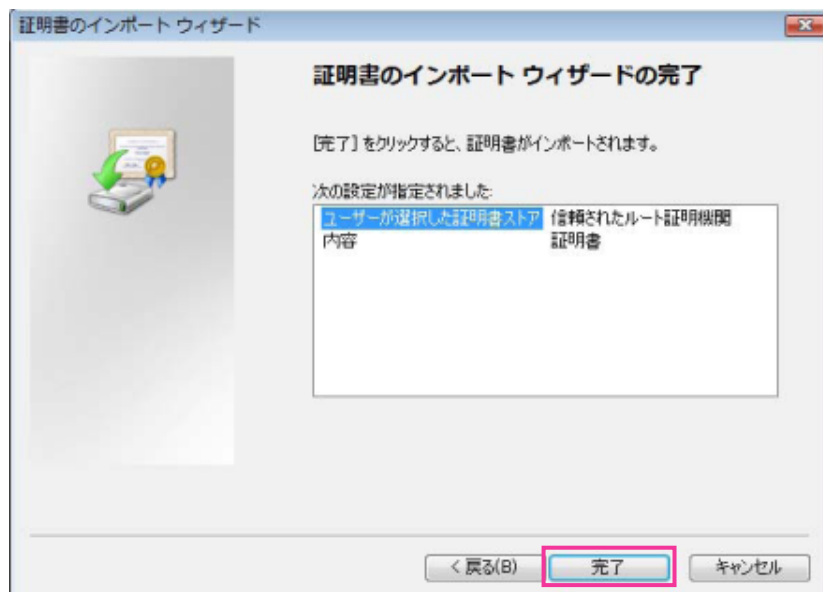 証明書のインポート ウィザード
証明書のインポート ウィザードの完了
[完了] をクリックすると、証明書がインポートされます。
次の設定が指定されました:
ユーザーが選択した証明書ストア 信頼されたルート証明機関
内容 証明書
< 戻る(B) 完了 キャンセル